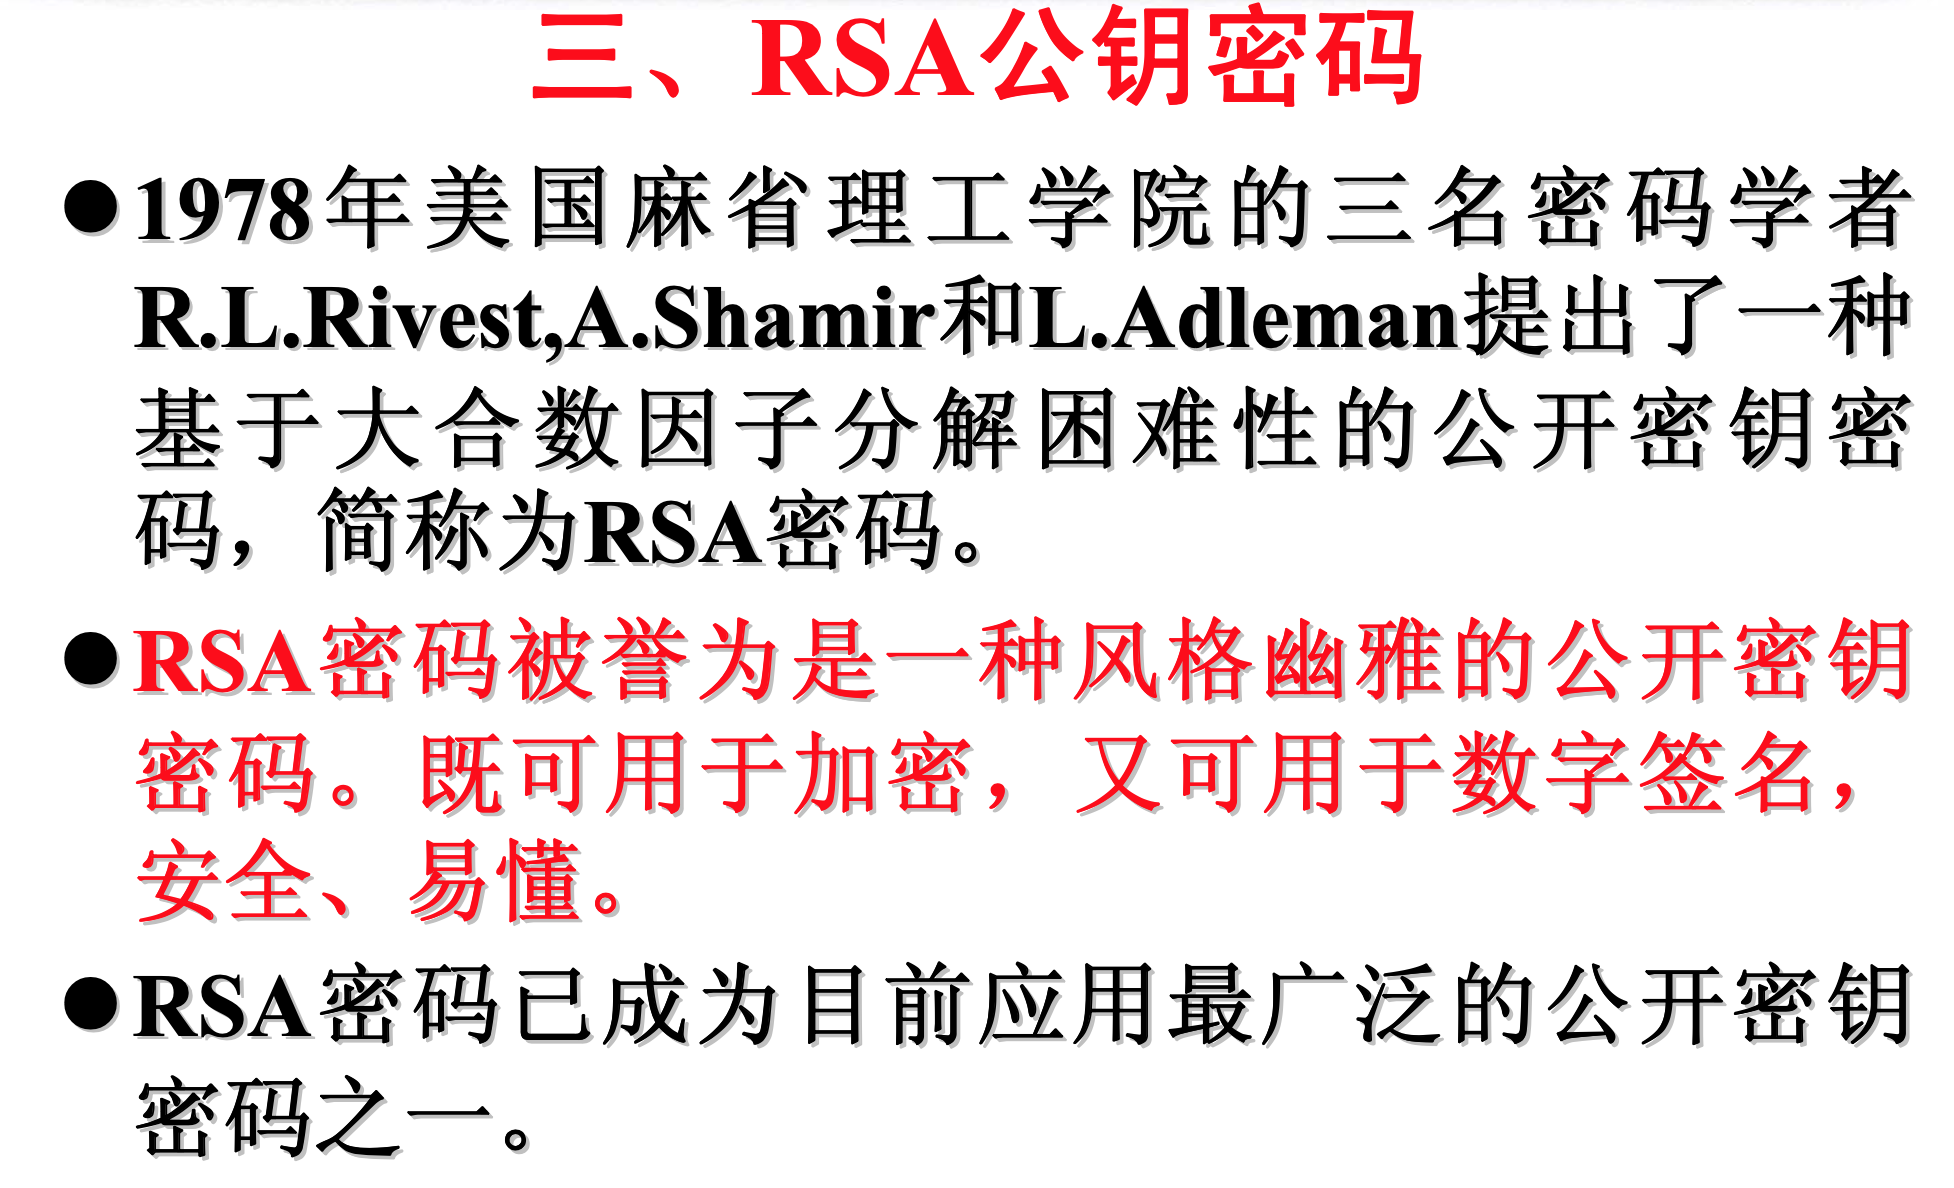 三、RSA公钥密码
●1978年美国麻省理工学院的三名密码学者
R.L.Rivest,A.Shamir和L.Adleman提出了一种
基于大合数因子分解困难性的公开密钥密
码，简称为RSA密码。
●RSA密码被誉为是一种风格幽雅的公开密钥
密码。既可用于加密，又可用于数字签名，
安全、易懂。
●RSA密码已成为目前应用最广泛的公开密钥
密码之一。